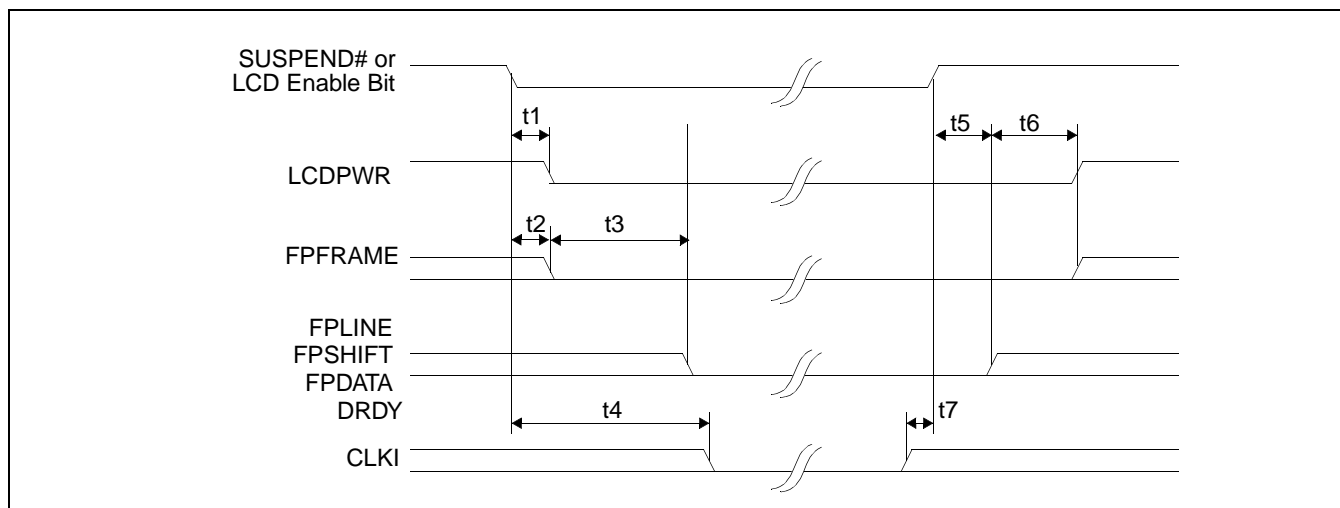 SUSPEND# or
LCD Enable Bit
t1
t5
t6
LCDPWR
t2
t3
FPFRAME
FPLINE
FPSHIFT
FPDATA
DRDY
t4
t7
CLKI